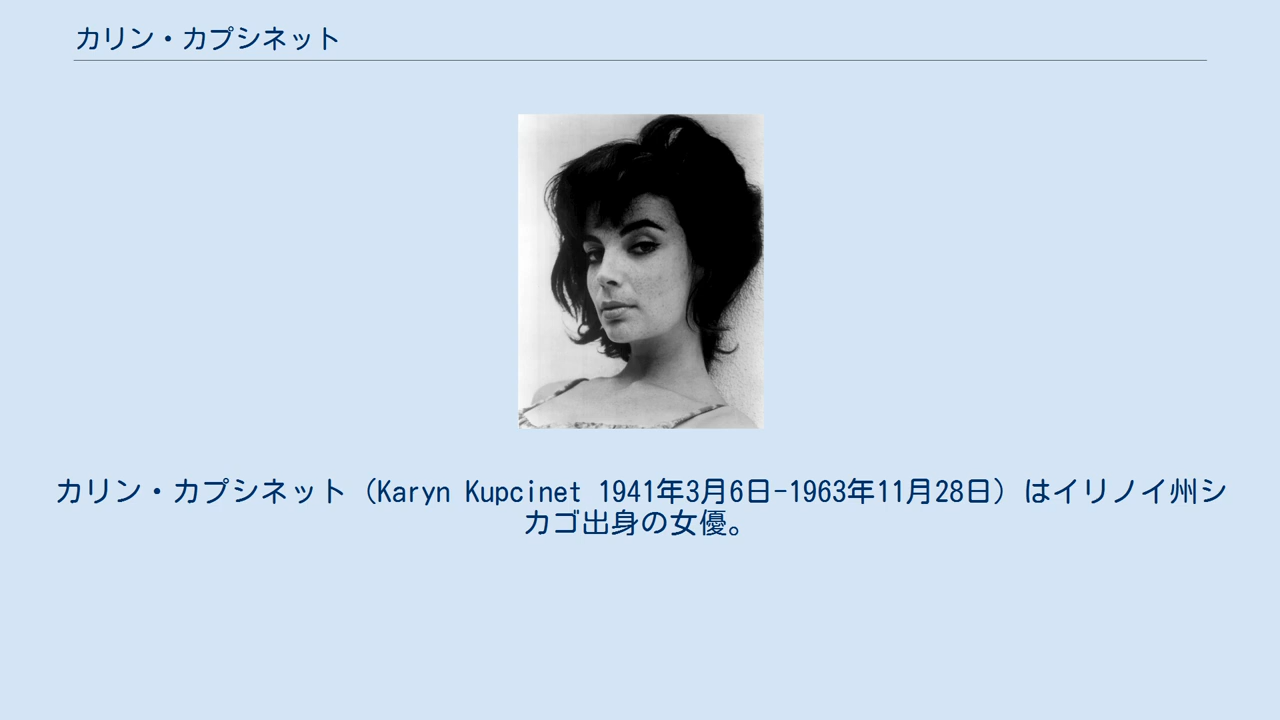 カリン・カプシネット
カリン・カプシネット（Karyn Kupcinet 1941年3月6日-1963年11月28日）はイリノイ州シ
カゴ出身の女優。